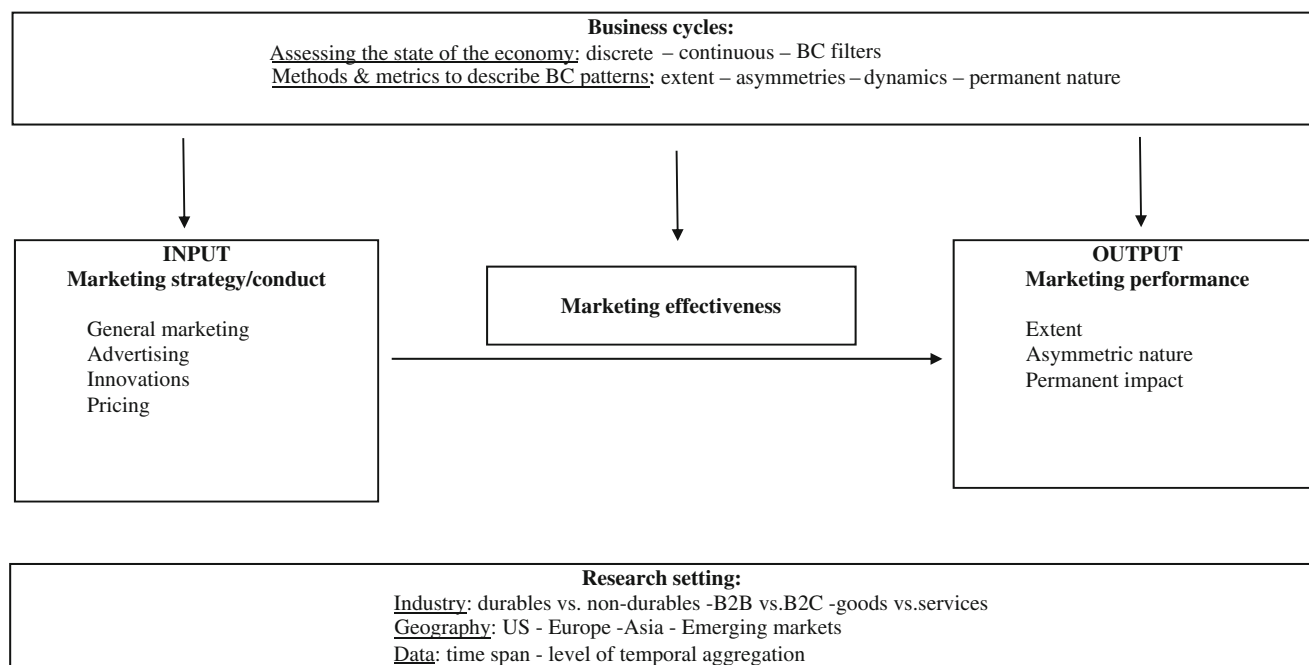 Business cycles:
Assessing the state of the economy: discrete – continuous – BC filters
Methods & metrics to describe BC patterns: extent – asymmetries – dynamics – permanent nature
INPUT
Marketing strategy/conduct
General marketing
Advertising
Innovations
Pricing
Marketing effectiveness
OUTPUT
Marketing performance
Extent
Asymmetric nature
Permanent impact
Research setting:
Industry: durables vs. non-durables -B2B vs.B2C -goods vs.services
Geography: US - Europe -Asia - Emerging markets
Data: time span - level of temporal aggregation